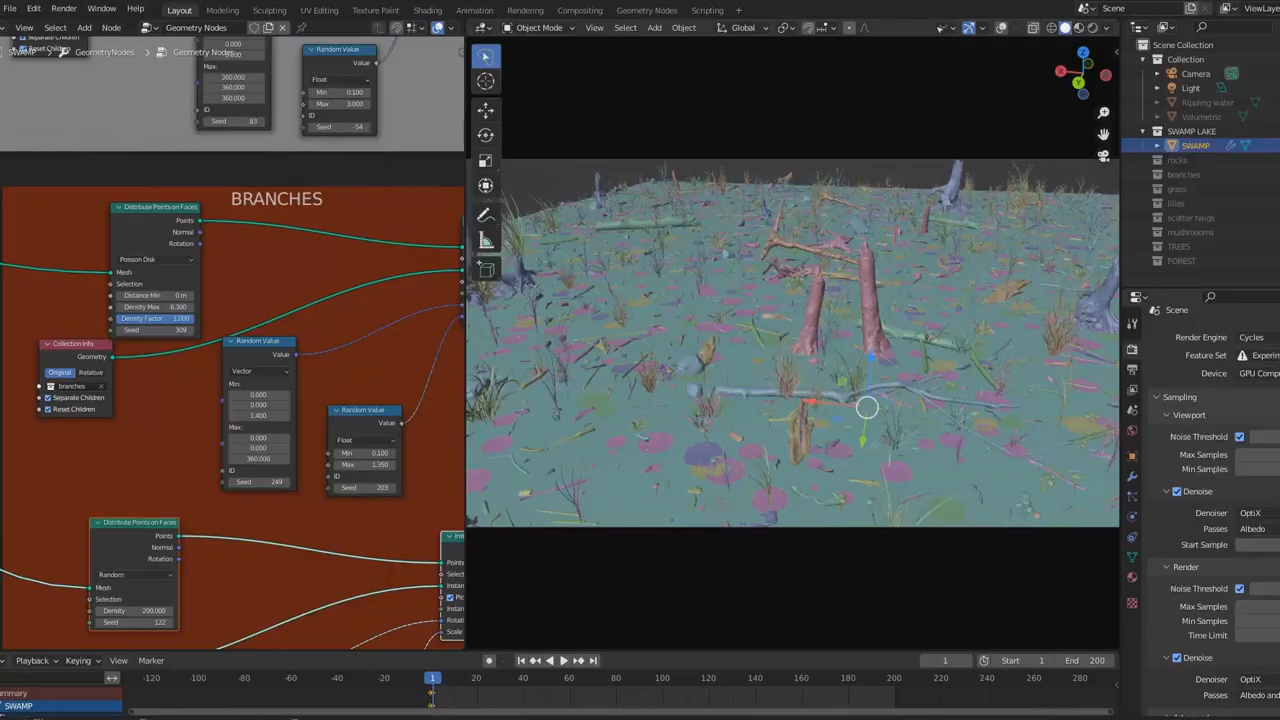 File Edit Render Window Help
Layout Modeling Sculpting UV Editing Texture Paint Shading Animation Rendering Compositing Geometry Nodes Scripting
Scene
ViewLayer
View Select Add Node
Geometry Nodes
Object Mode View Select Add Object
Global
SWAMP GeometryNodes Geometry Nodes
Reset Children
0.000
Max:
360.000
360.000
360.000
ID
Seed 83
Random Value
Value
Float
Min 0.100
Max 3.000
ID
Seed -54
BRANCHES
Distribute Points on Faces
Points
Normal
Rotation
Poisson Disk
Mesh
Selection
Distance Min 0 m
Density Max 6.300
Density Factor 1.000
Seed 309
Collection Info
Geometry
Original Relative
branches
Separate Children
Reset Children
Random Value
Value
Vector
Min:
0.000
0.000
1.400
Max:
0.000
0.000
360.000
ID
Seed 249
Random Value
Value
Float
Min 0.100
Max 1.350
ID
Seed 203
Distribute Points on Faces
Points
Normal
Rotation
Random
Mesh
Selection
Density 200.000
Seed 122
Points
Rotati
Scale
X
Y
Z
Scene Collection
Collection
Camera
Light
Rippling water
Volumetric
SWAMP LAKE
SWAMP
rocks
branches
grass
lillies
scatter twigs
mushrooms
TREES
FOREST
Scene
Render Engine Cycles
Feature Set
Device GPU Comp
Sampling
Viewport
Noise Threshold
Max Samples
Min Samples
Denoise
Denoiser OptiX
Passes Albedo
Start Sample
Render
Noise Threshold
Max Samples
Min Samples
Time Limit
Denoise
Denoiser OptiX
Passes Albedo an
Playback Keying View Marker
1
Start 1
End 200
-120 -100 -80 -60 -40 -20 1 20 40 60 80 100 120 140 160 180 200 220 240 260 280
SWAMP